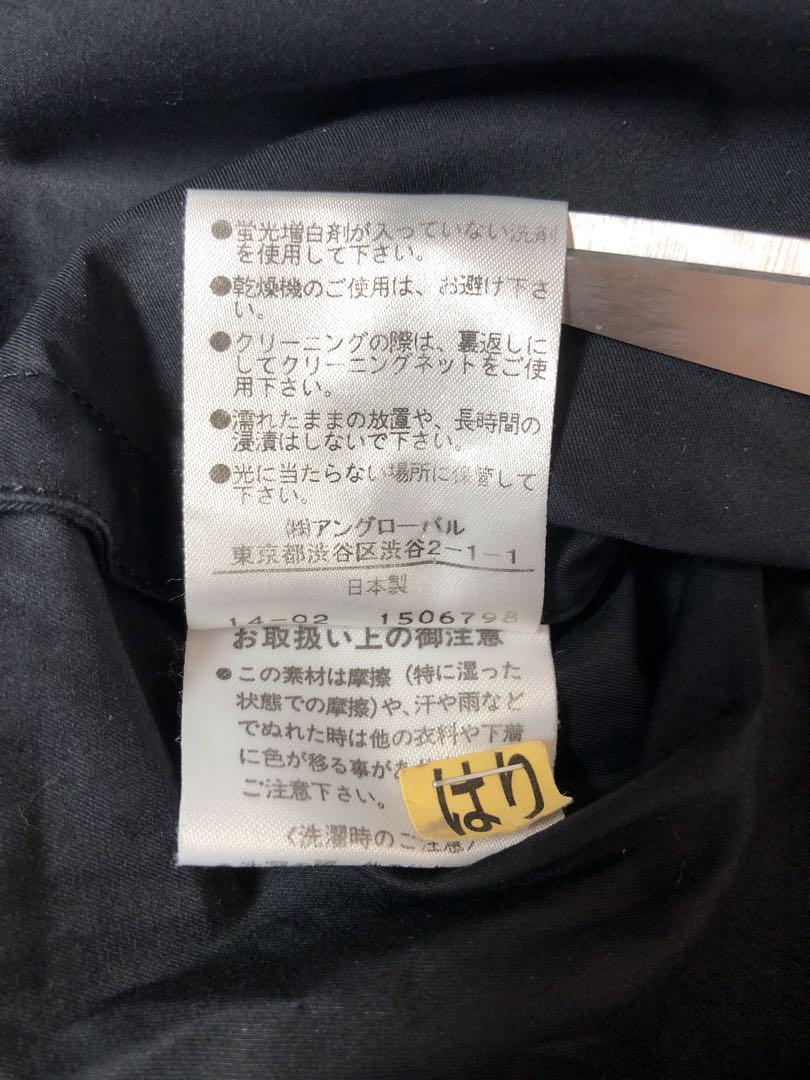 ●蛍光増白剤が入っていない洗剤
を使用して下さい。
●乾燥機のご使用は、お避け下さ
い。
●クリーニングの際は、裏返しに
してクリーニングネットをご使
用下さい。
●濡れたままの放置や、長時間の
浸漬はしないで下さい。
●光に当たらない場所に保管して
下さい。
㈱アングローバル
東京都渋谷区渋谷2-1-1
日本製
14-02 1506798
お取扱い上の御注意
●この素材は摩擦(特に湿った
状態での摩擦)や、汗や雨など
でぬれた時は他の衣料や下着
に色が移る事が
ご注意下さい。
はり
(洗濯時のご注意)